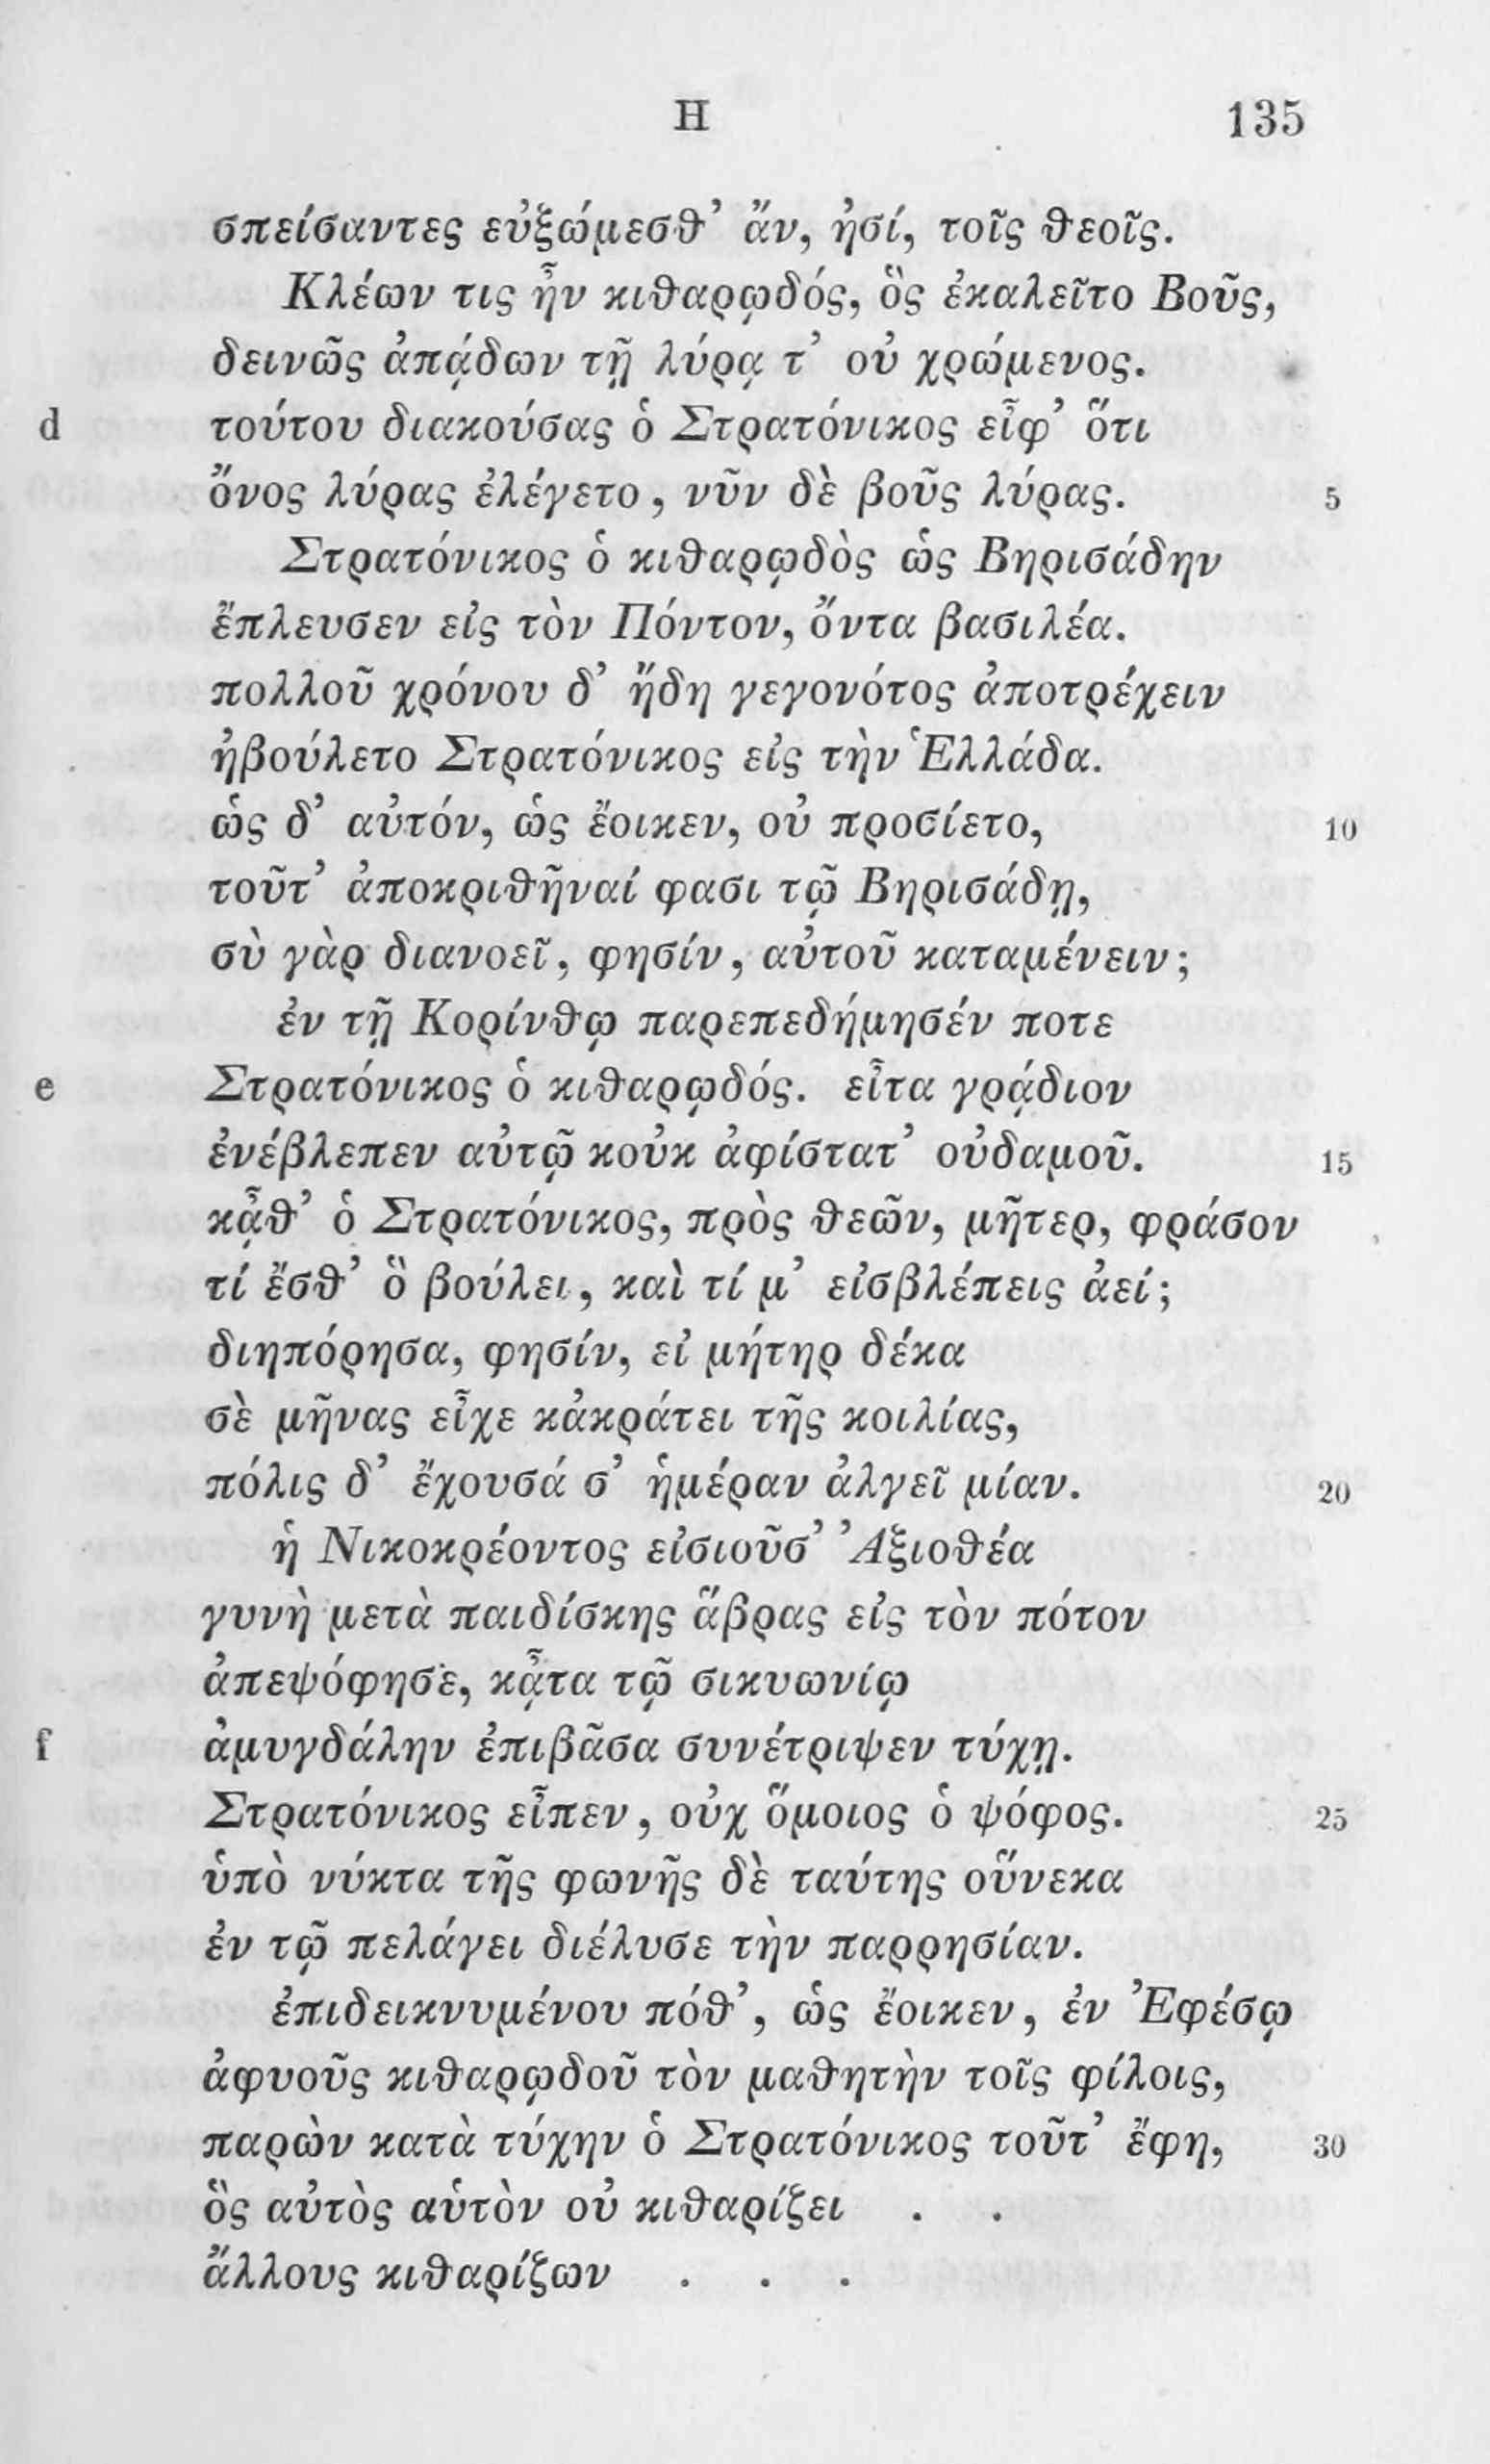 H 135
σπείσαντες εὐξώμεσθ’ ἄν, ἠσί, τοῖς θεοῖς.
Κλέων τις ἦν κιθαρῳδός, ὃς ἐκαλεῖτο Βοῦς,
δεινῶς ἀπᾴδων τῇ λύρᾳ τ’ οὐ χρώμενος.
d τούτου διακούσας ὁ Στρατόνικος εἶφ’ ὅτι
ὄνος λύρας ἐλέγετο, νῦν δὲ βοῦς λύρας. 5
Στρατόνικος ὁ κιθαρῳδὸς ὡς Βηρισάδην
ἔπλευσεν εἰς τὸν Πόντον, ὄντα βασιλέα.
πολλοῦ χρόνου δ’ ἤδη γεγονότος ἀποτρέχειν
ἠβούλετο Στρατόνικος εἰς τὴν Ἑλλάδα.
ὡς δ’ αὐτόν, ὡς ἔοικεν, οὐ προσίετο, 10
τοῦτ’ ἀποκριθῆναί φασι τῷ Βηρισάδῃ,
σὺ γὰρ διανοεῖ, φησίν, αὐτοῦ καταμένειν;
ἐν τῇ Κορίνθῳ παρεπεδήμησέν ποτε
e Στρατόνικος ὁ κιθαρῳδός. εἶτα γρᾴδιον
ἐνέβλεπεν αὐτῷ κοὐκ ἀφίστατ’ οὐδαμοῦ. 15
κᾆθ’ ὁ Στρατόνικος, πρὸς θεῶν, μῆτερ, φράσον
τί ἔσθ’ ὃ βούλει, καὶ τί μ’ εἰσβλέπεις ἀεί;
διηπόρησα, φησίν, εἰ μήτηρ δέκα
σὲ μῆνας εἶχε κἀκράτει τῆς κοιλίας,
πόλις δ’ ἔχουσά σ’ ἡμέραν ἀλγεῖ μίαν. 20
ἡ Νικοκρέοντος εἰσιοῦσ’ Ἀξιοθέα
γυνὴ μετὰ παιδίσκης ἅβρας εἰς τὸν πότον
ἀπεψόφησε, κᾆτα τῷ σικυωνίῳ
f ἀμυγδάλην ἐπιβᾶσα συνέτριψεν τύχῃ.
Στρατόνικος εἶπεν, οὐχ ὅμοιος ὁ ψόφος. 25
ὑπὸ νύκτα τῆς φωνῆς δὲ ταύτης οὕνεκα
ἐν τῷ πελάγει διέλυσε τὴν παρρησίαν.
ἐπιδεικνυμένου πόθ’, ὡς ἔοικεν, ἐν Ἐφέσῳ
ἀφυοῦς κιθαρῳδοῦ τὸν μαθητὴν τοῖς φίλοις,
παρὼν κατὰ τύχην ὁ Στρατόνικος τοῦτ’ ἔφη, 30
ὃς αὐτὸς αὑτὸν οὐ κιθαρίζει . .
ἄλλους κιθαρίζων . . .